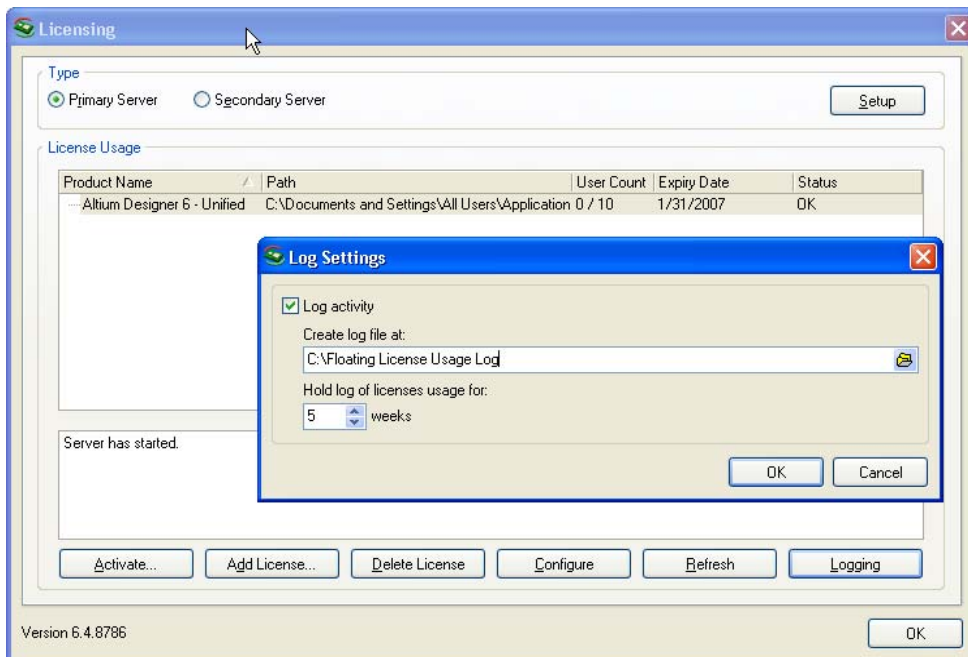 Licensing
Type
Primary Server Secondary Server Setup
License Usage
Product Name Path User Count Expiry Date Status
Altium Designer 6 - Unified C:\Documents and Settings\All Users\Application 0 / 10 1/31/2007 OK
Log Settings
Log activity
Create log file at:
C:\Floating License Usage Log
Hold log of licenses usage for:
5 weeks
OK Cancel
Server has started.
Activate... Add License... Delete License Configure Refresh Logging
Version 6.4.8786 OK